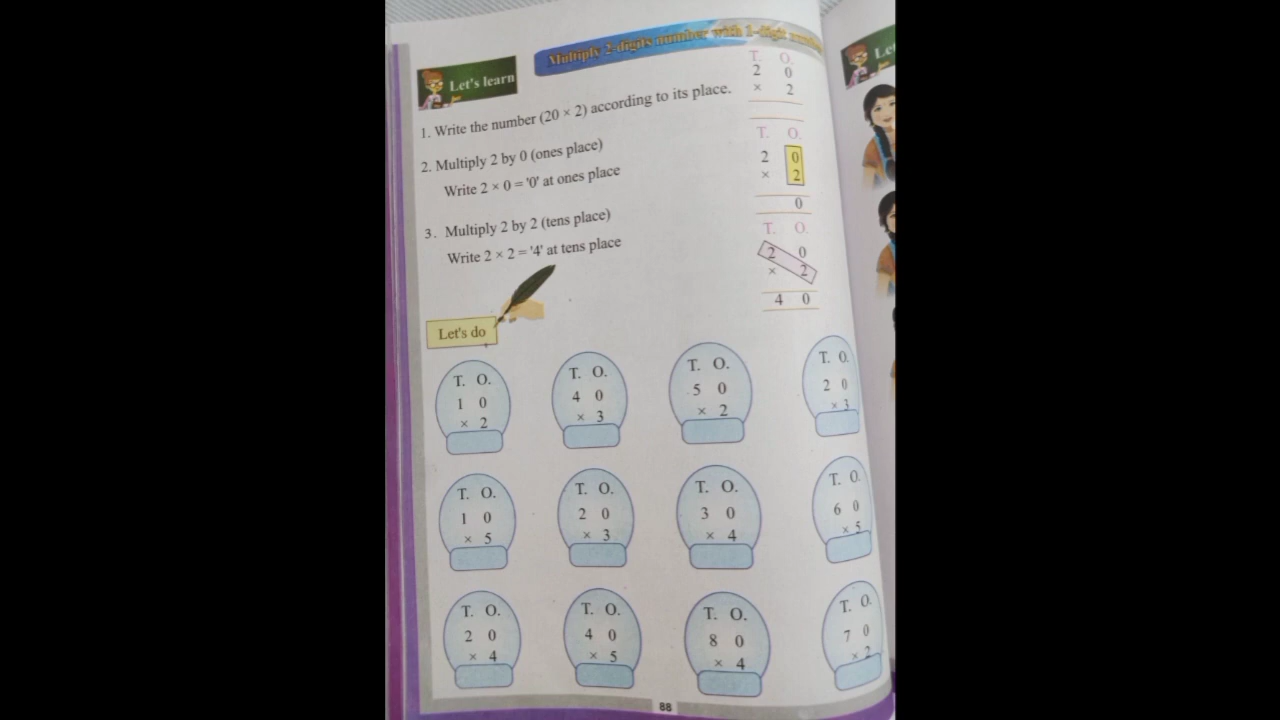 Multiply 2-digits number with 1-digit
Let's learn
1. Write the number (20 × 2) according to its place.
T. O.
2 0
× 2
2. Multiply 2 by 0 (ones place)
Write 2 × 0 = '0' at ones place
T. O.
2 0
× 2
0
3. Multiply 2 by 2 (tens place)
Write 2 × 2 = '4' at tens place
T. O.
2 0
× 2
4 0
Let's do
T. O. T. O. T. O. T. O.
1 0 4 0 5 0 2 0
× 2 × 3 × 2 × 3
T. O. T. O. T. O. T. O.
1 0 2 0 3 0 6 0
× 5 × 3 × 4 × 5
T. O. T. O. T. O. T. O.
2 0 4 0 8 0 7 0
× 4 × 5 × 4 × 2
88